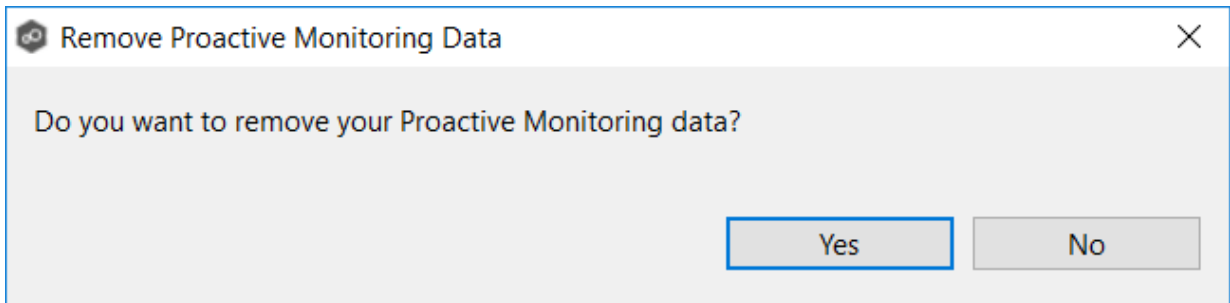 Remove Proactive Monitoring Data
Do you want to remove your Proactive Monitoring data?
Yes No